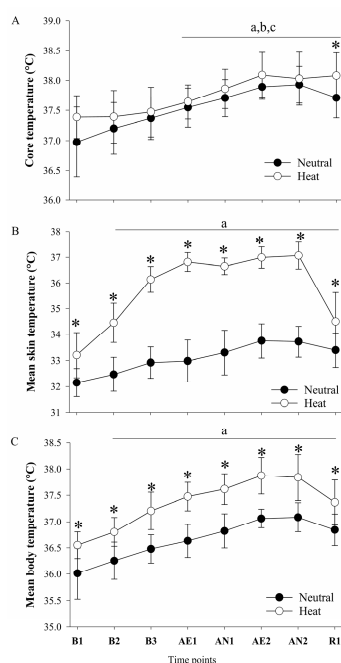 A
a,b,c
*
38.5
38.0
37.5
37.0
36.5
36.0
Core temperature (°C)
Neutral
Heat
B
a
* * * * * * * *
38
37
36
35
34
33
32
31
Mean skin temperature (°C)
Neutral
Heat
C
a
* * * * * * * *
38.5
38.0
37.5
37.0
36.5
36.0
35.5
35.0
Mean body temperature (°C)
Neutral
Heat
B1 B2 B3 AE1 AN1 AE2 AN2 R1
Time points